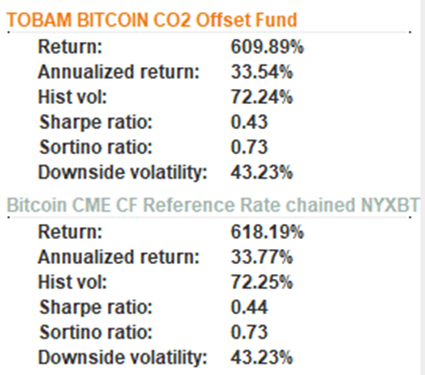 TOBAM BITCOIN CO2 Offset Fund
Return: 609.89%
Annualized return: 33.54%
Hist vol: 72.24%
Sharpe ratio: 0.43
Sortino ratio: 0.73
Downside volatility: 43.23%
Bitcoin CME CF Reference Rate chained NYXBT
Return: 618.19%
Annualized return: 33.77%
Hist vol: 72.25%
Sharpe ratio: 0.44
Sortino ratio: 0.73
Downside volatility: 43.23%